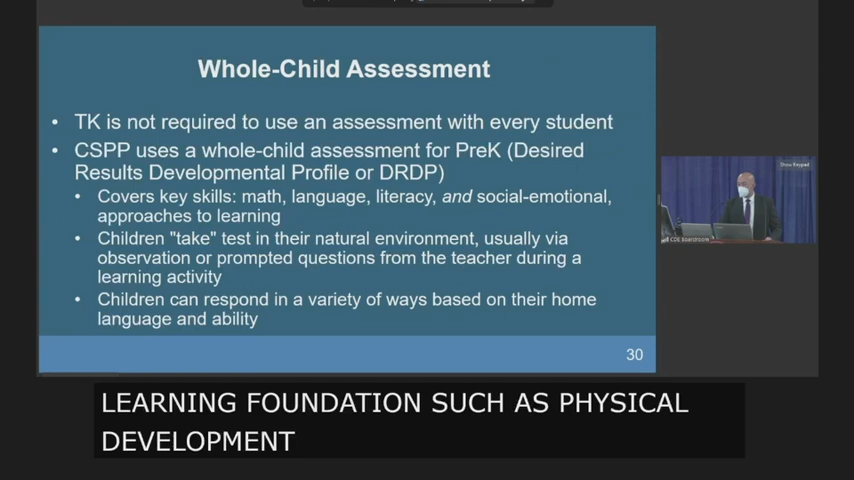 Whole-Child Assessment
• TK is not required to use an assessment with every student
• CSPP uses a whole-child assessment for PreK (Desired
Results Developmental Profile or DRDP)
• Covers key skills: math, language, literacy, and social-emotional,
approaches to learning
• Children "take" test in their natural environment, usually via
observation or prompted questions from the teacher during a
learning activity
• Children can respond in a variety of ways based on their home
language and ability
30
Show Keypad
CDE Boardroom
LEARNING FOUNDATION SUCH AS PHYSICAL
DEVELOPMENT